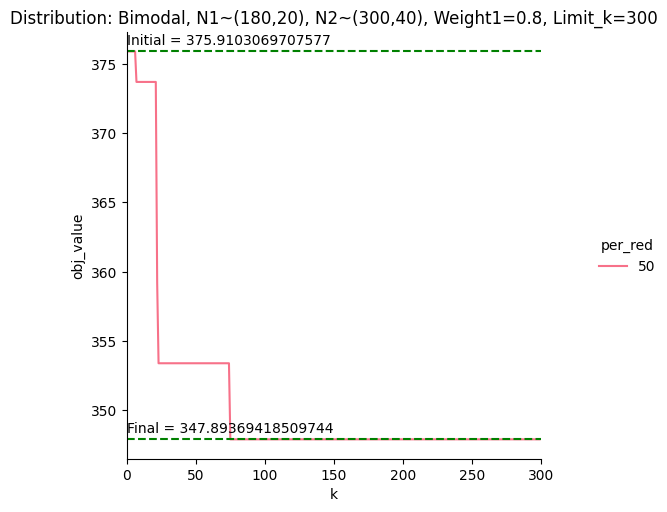 Distribution: Bimodal, N1~(180,20), N2~(300,40), Weight1=0.8, Limit_k=300
Initial = 375.9103069707577
375
370
365
360
355
350
obj_value
per_red
50
Final = 347.89369418509744
0 50 100 150 200 250 300
k